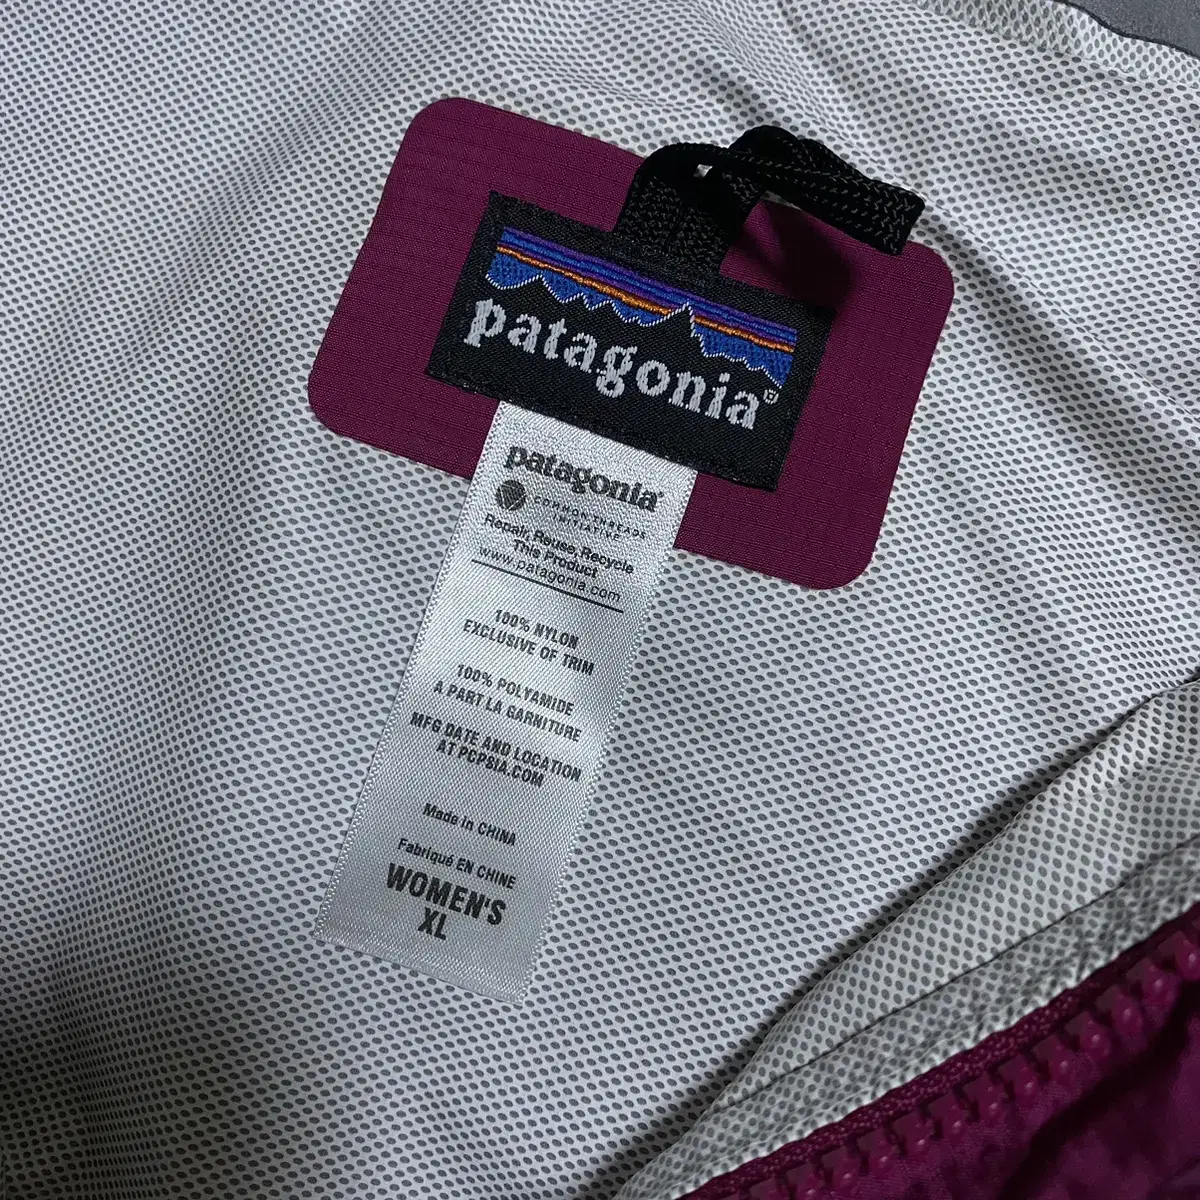 patagonia®
patagonia®
COMMON THREADS
INITIATIVE
Repair, Reuse, Recycle
This Product
www.patagonia.com
100% NYLON
EXCLUSIVE OF TRIM
100% POLYAMIDE
A PART LA GARNITURE
MFG DATE AND LOCATION
AT PCPSIA.COM
Made in CHINA
Fabriqué EN CHINE
WOMEN'S
XL